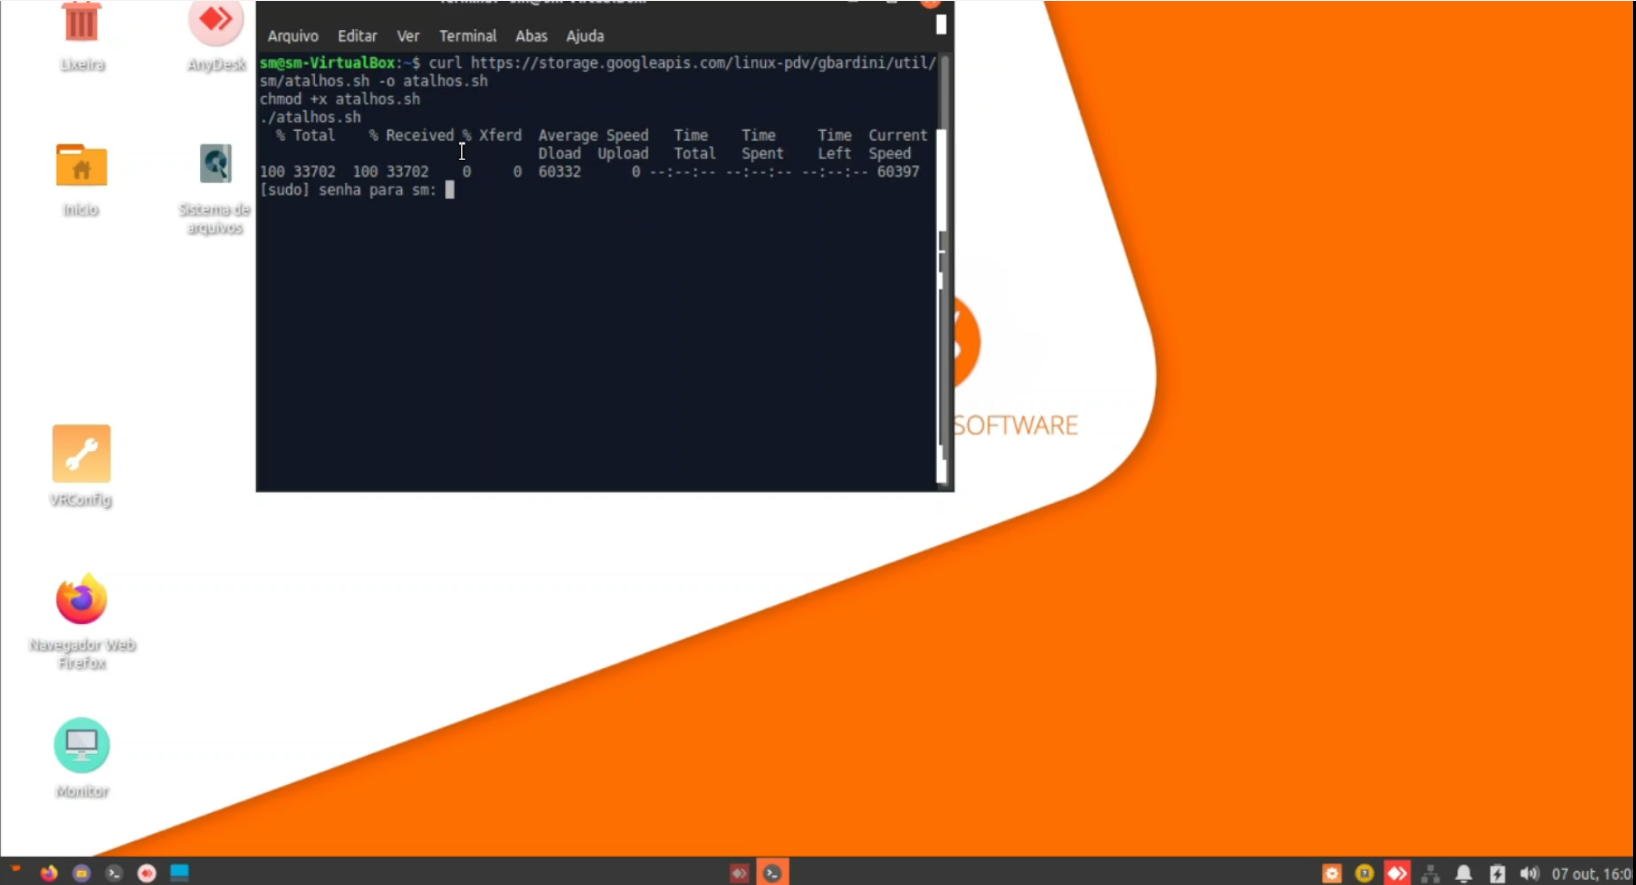 Lixeira
AnyDesk
Início
Sistema de
arquivos
VRConfig
Navegador Web
Firefox
Monitor
Arquivo Editar Ver Terminal Abas Ajuda
sm@sm-VirtualBox:~$ curl https://storage.googleapis.com/linux-pdv/gbardini/util/
sm/atalhos.sh -o atalhos.sh
chmod +x atalhos.sh
./atalhos.sh
% Total % Received % Xferd Average Speed Time Time Time Current
Dload Upload Total Spent Left Speed
100 33702 100 33702 0 0 60332 0 --:--:-- --:--:-- --:--:-- 60397
[sudo] senha para sm:
SOFTWARE
07 out, 16:0